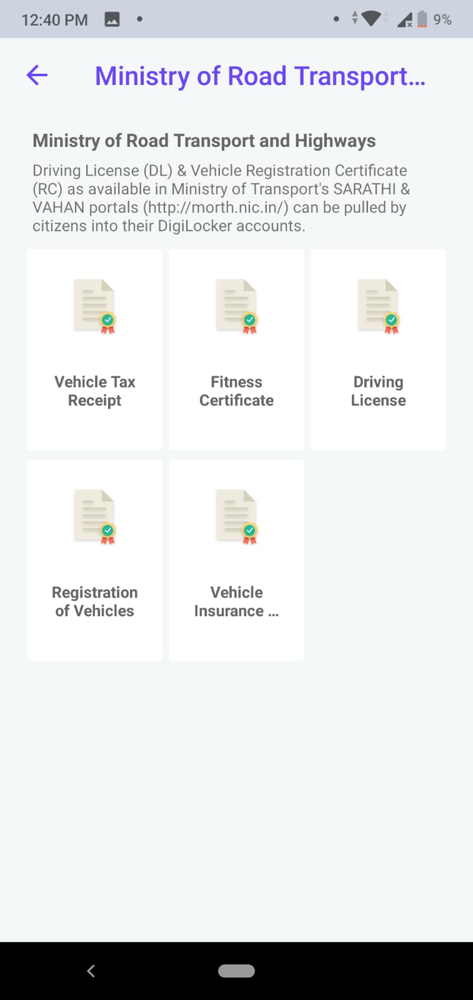 12:40 PM
9%
Ministry of Road Transport...
Ministry of Road Transport and Highways
Driving License (DL) & Vehicle Registration Certificate
(RC) as available in Ministry of Transport's SARATHI &
VAHAN portals (http://morth.nic.in/) can be pulled by
citizens into their DigiLocker accounts.
Vehicle Tax
Receipt
Fitness
Certificate
Driving
License
Registration
of Vehicles
Vehicle
Insurance ...